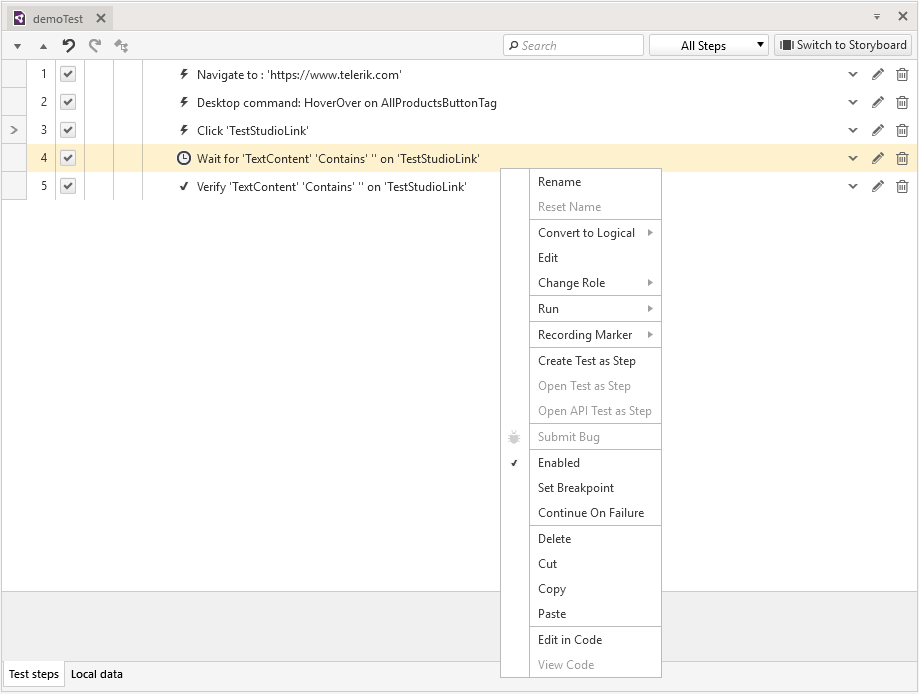 demoTest
Search
All Steps
Switch to Storyboard
1 Navigate to : 'https://www.telerik.com'
2 Desktop command: HoverOver on AllProductsButtonTag
3 Click 'TestStudioLink'
4 Wait for 'TextContent' 'Contains' '' on 'TestStudioLink'
5 Verify 'TextContent' 'Contains' '' on 'TestStudioLink'
Rename
Reset Name
Convert to Logical
Edit
Change Role
Run
Recording Marker
Create Test as Step
Open Test as Step
Open API Test as Step
Submit Bug
Enabled
Set Breakpoint
Continue On Failure
Delete
Cut
Copy
Paste
Edit in Code
View Code
Test steps
Local data